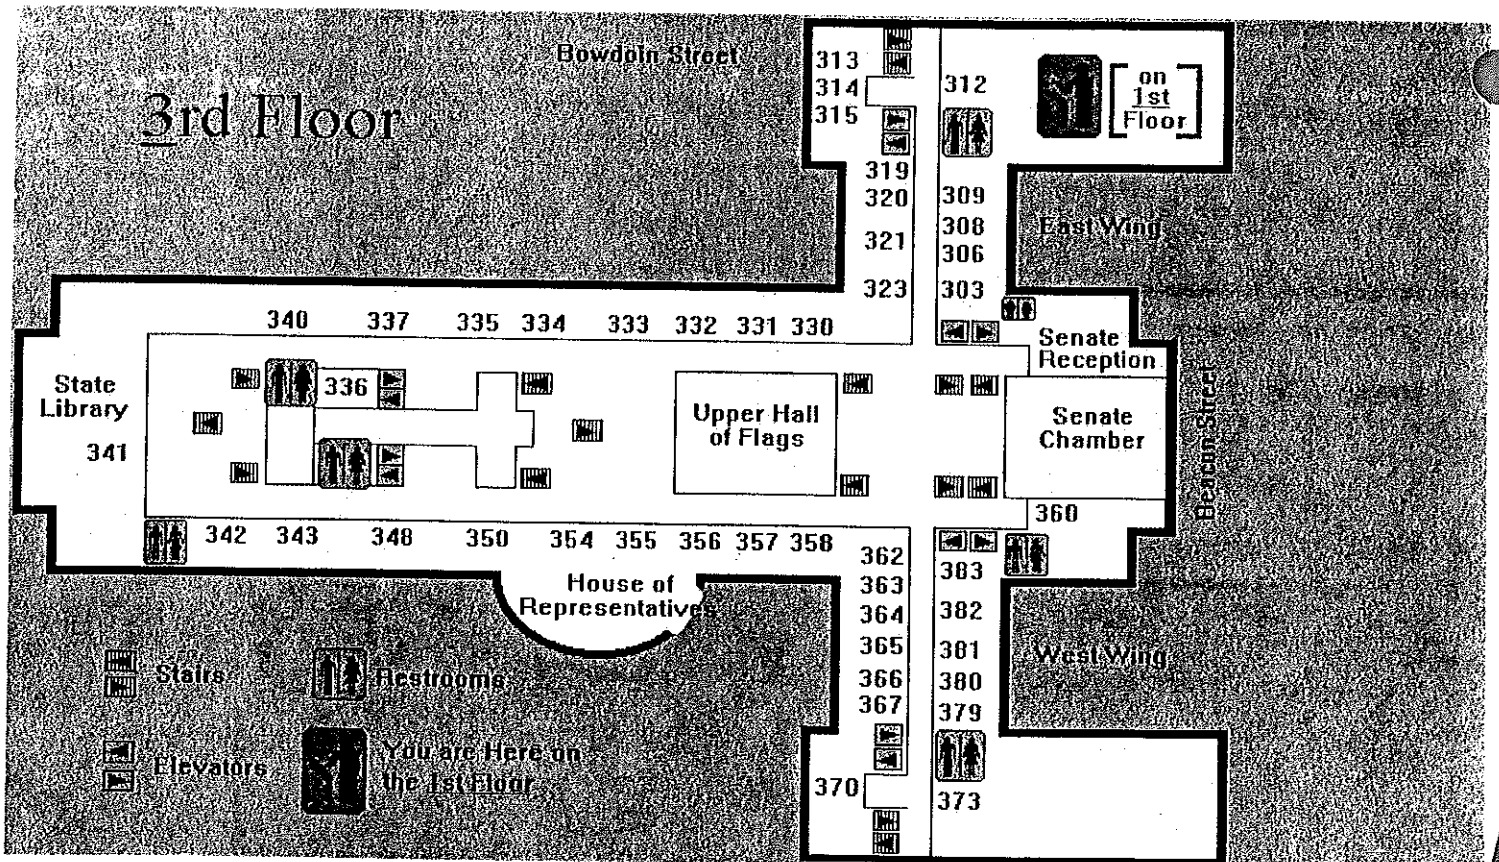 3rd Floor
Bowdoin Street
313
314
315
312
on
1st
Floor
319
320
321
323
309
308
306
303
East Wing
340
337
335
334
333
332
331
330
Senate
Reception
State
Library
341
336
Upper Hall
of Flags
Senate
Chamber
Beacon Street
342
343
348
350
354
355
356
357
358
360
House of
Representatives
362
363
364
365
366
367
370
383
382
381
380
379
373
West Wing
Stairs
Restrooms
Elevators
You are Here on
the 1st Floor